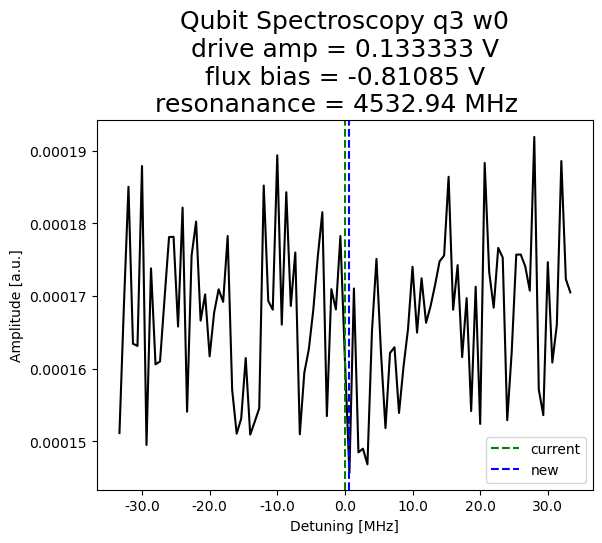 Qubit Spectroscopy q3 w0
drive amp = 0.133333 V
flux bias = -0.81085 V
resonanance = 4532.94 MHz
0.00019
0.00018
0.00017
0.00016
0.00015
Amplitude [a.u.]
current
new
-30.0 -20.0 -10.0 0.0 10.0 20.0 30.0
Detuning [MHz]